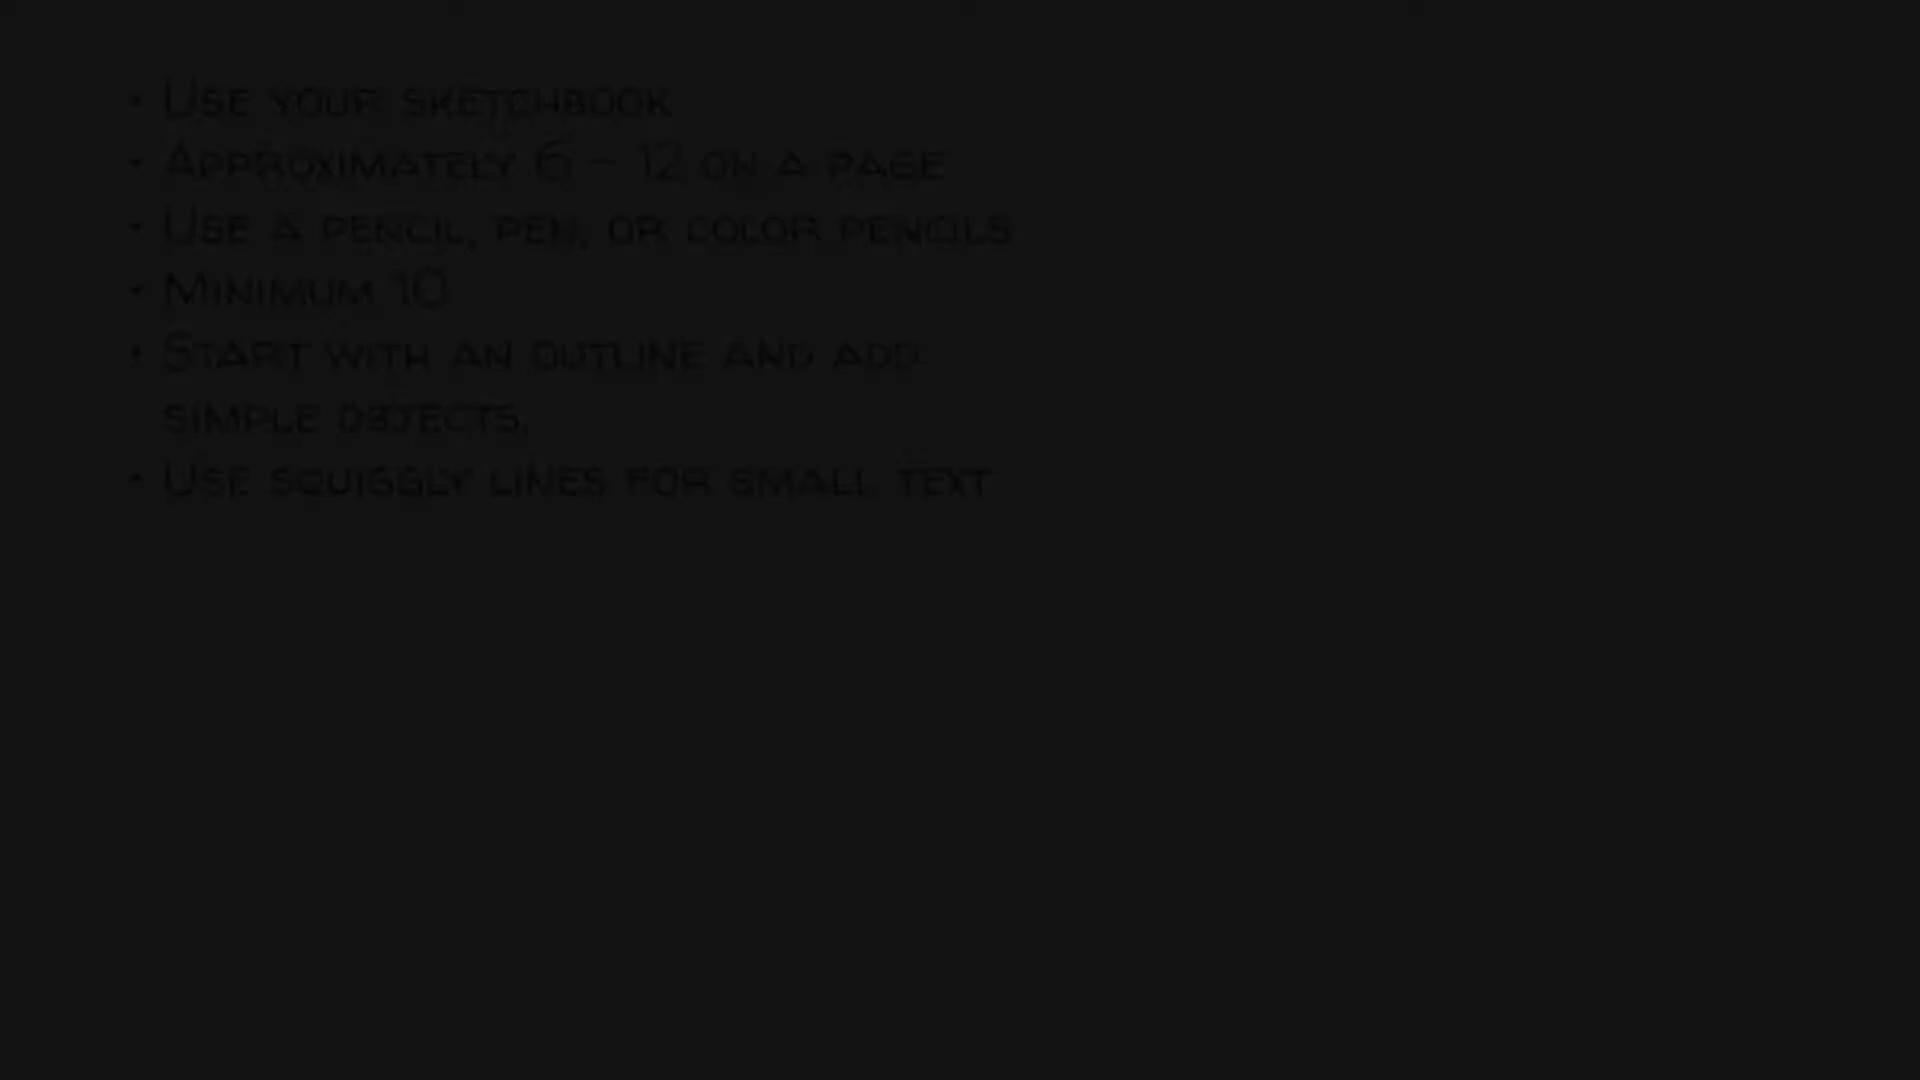 • Use your sketchbook
• Approximately 6 – 12 on a page
• Use a pencil, pen, or color pencils
• Minimum 10
• Start with an outline and add
simple objects.
• Use squiggly lines for small text